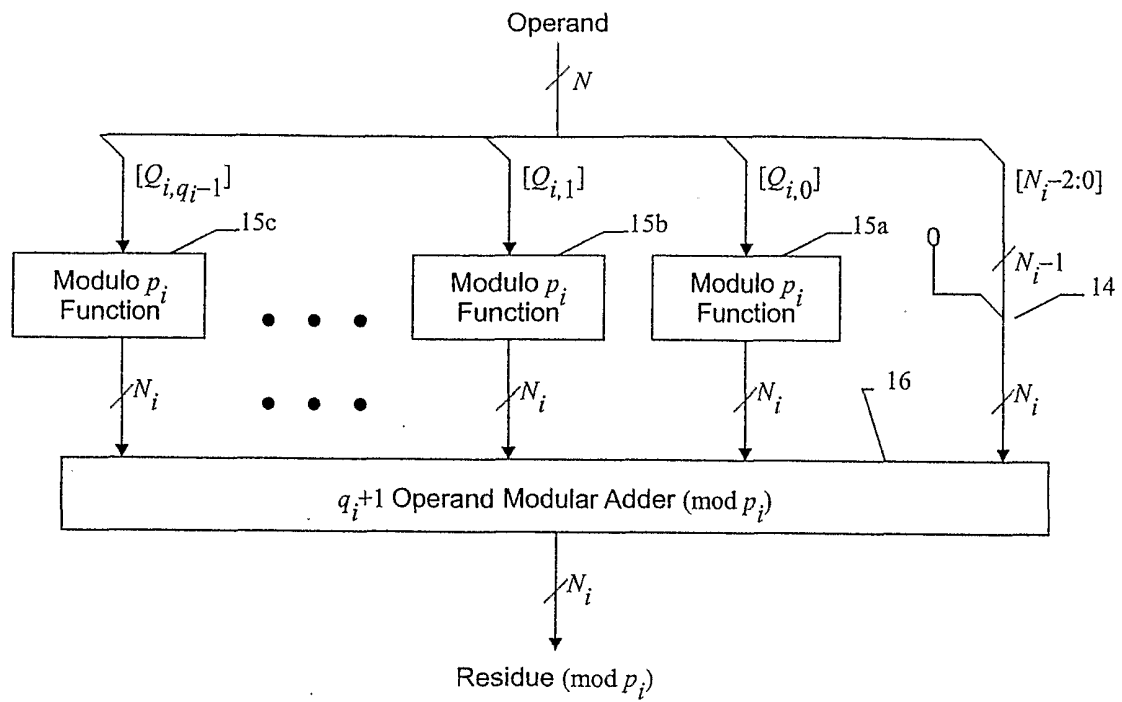 Operand
N
[Q_{i,q_i-1}]
[Q_{i,1}]
[Q_{i,0}]
[N_i-2:0]
15c
15b
15a
0
N_i-1
14
Modulo p_i
Function
Modulo p_i
Function
Modulo p_i
Function
N_i
N_i
N_i
16
N_i
q_i+1 Operand Modular Adder (mod p_i)
N_i
Residue (mod p_i)